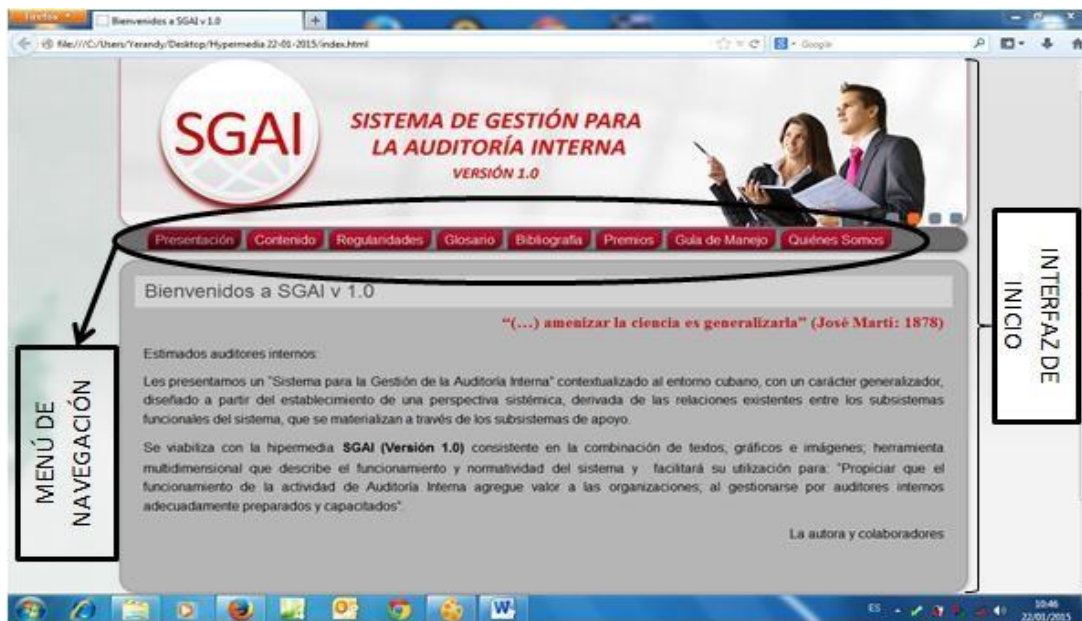 Firefox
Bienvenidos a SGAI v 1.0
file:///C:/Users/Yerandy/Desktop/Hypermedia 22-01-2015/index.html
Google
SGAI
SISTEMA DE GESTIÓN PARA
LA AUDITORÍA INTERNA
VERSIÓN 1.0
Presentación Contenido Regularidades Glosario Bibliografía Premios Guía de Manejo Quiénes Somos
Bienvenidos a SGAI v 1.0
“(…) amenizar la ciencia es generalizarla” (José Martí: 1878)
Estimados auditores internos:
Les presentamos un "Sistema para la Gestión de la Auditoría Interna" contextualizado al entorno cubano, con un carácter generalizador,
diseñado a partir del establecimiento de una perspectiva sistémica, derivada de las relaciones existentes entre los subsistemas
funcionales del sistema, que se materializan a través de los subsistemas de apoyo.
Se viabiliza con la hipermedia SGAI (Versión 1.0) consistente en la combinación de textos, gráficos e imágenes; herramienta
multidimensional que describe el funcionamiento y normatividad del sistema y facilitará su utilización para: "Propiciar que el
funcionamiento de la actividad de Auditoría Interna agregue valor a las organizaciones; al gestionarse por auditores internos
adecuadamente preparados y capacitados".
La autora y colaboradores
MENÚ DE
NAVEGACIÓN
INTERFAZ DE
INICIO
ES
10:46
22/01/2015